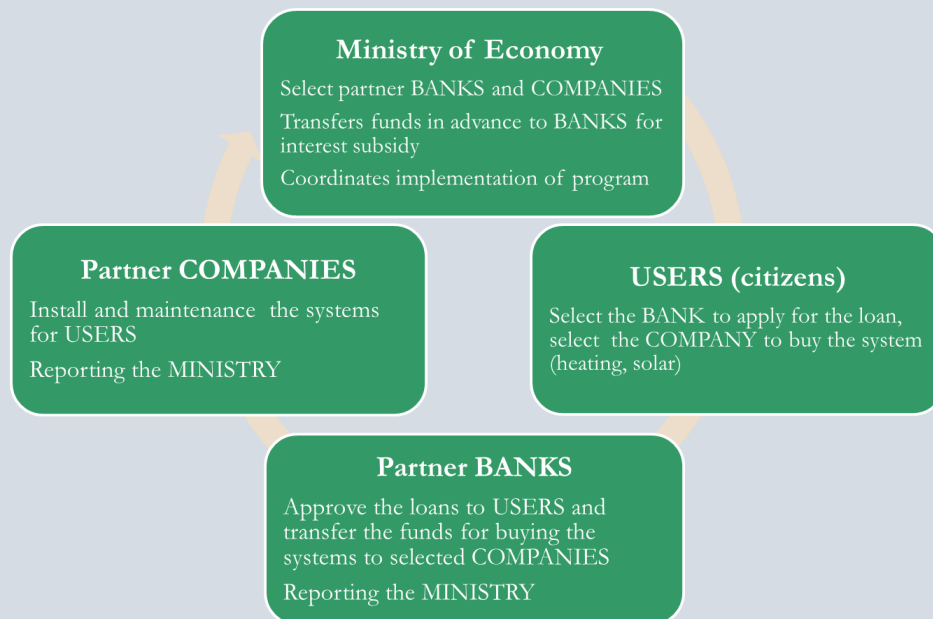 Ministry of Economy
Select partner BANKS and COMPANIES
Transfers funds in advance to BANKS for
interest subsidy
Coordinates implementation of program
Partner COMPANIES
Install and maintenance the systems
for USERS
Reporting the MINISTRY
USERS (citizens)
Select the BANK to apply for the loan,
select the COMPANY to buy the system
(heating, solar)
Partner BANKS
Approve the loans to USERS and
transfer the funds for buying the
systems to selected COMPANIES
Reporting the MINISTRY